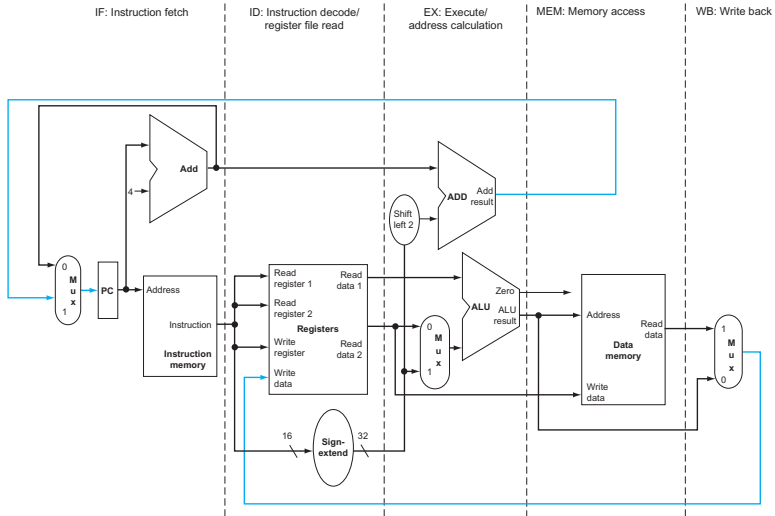 IF: Instruction fetch
ID: Instruction decode/
register file read
EX: Execute/
address calculation
MEM: Memory access
WB: Write back
Add
4
ADD
Add
result
Shift
left 2
0
M
u
x
1
PC
Address
Instruction
Instruction
memory
Read
register 1
Read
register 2
Write
register
Write
data
Registers
Read
data 1
Read
data 2
0
M
u
x
1
Zero
ALU
ALU
result
Address
Data
memory
Write
data
Read
data
1
M
u
x
0
16
Sign-
extend
32